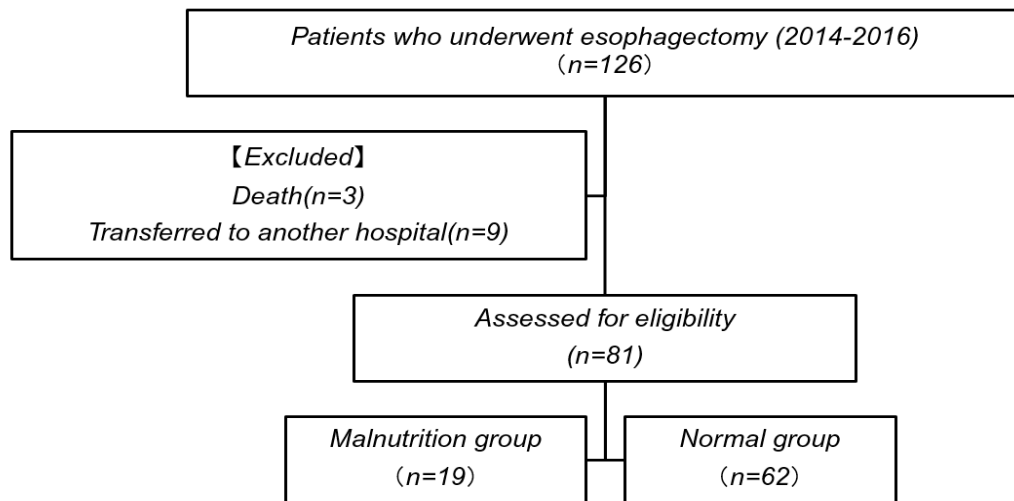 Patients who underwent esophagectomy (2014-2016)
（n=126）
【Excluded】
Death(n=3)
Transferred to another hospital(n=9)
Assessed for eligibility
(n=81)
Malnutrition group
（n=19）
Normal group
（n=62）